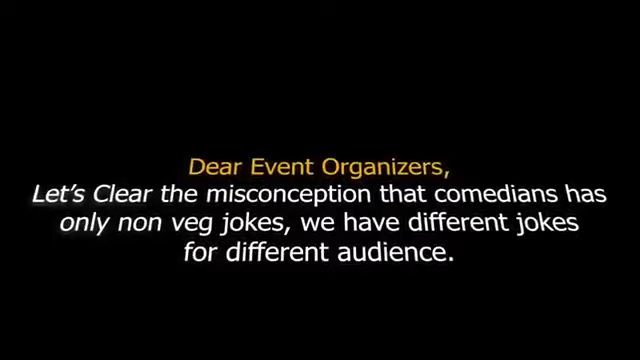 Dear Event Organizers,
Let's Clear the misconception that comedians has
only non veg jokes, we have different jokes
for different audience.